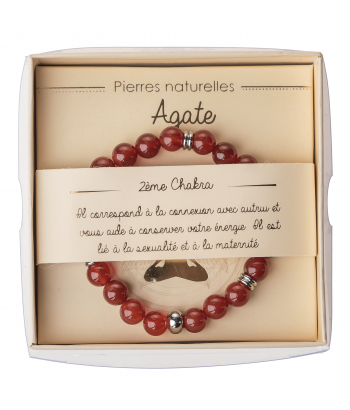 Pierres naturelles
Agate
2ème Chakra
Il correspond à la connexion avec autrui et
vous aide à conserver votre énergie. Il est
lié à la sexualité et à la maternité